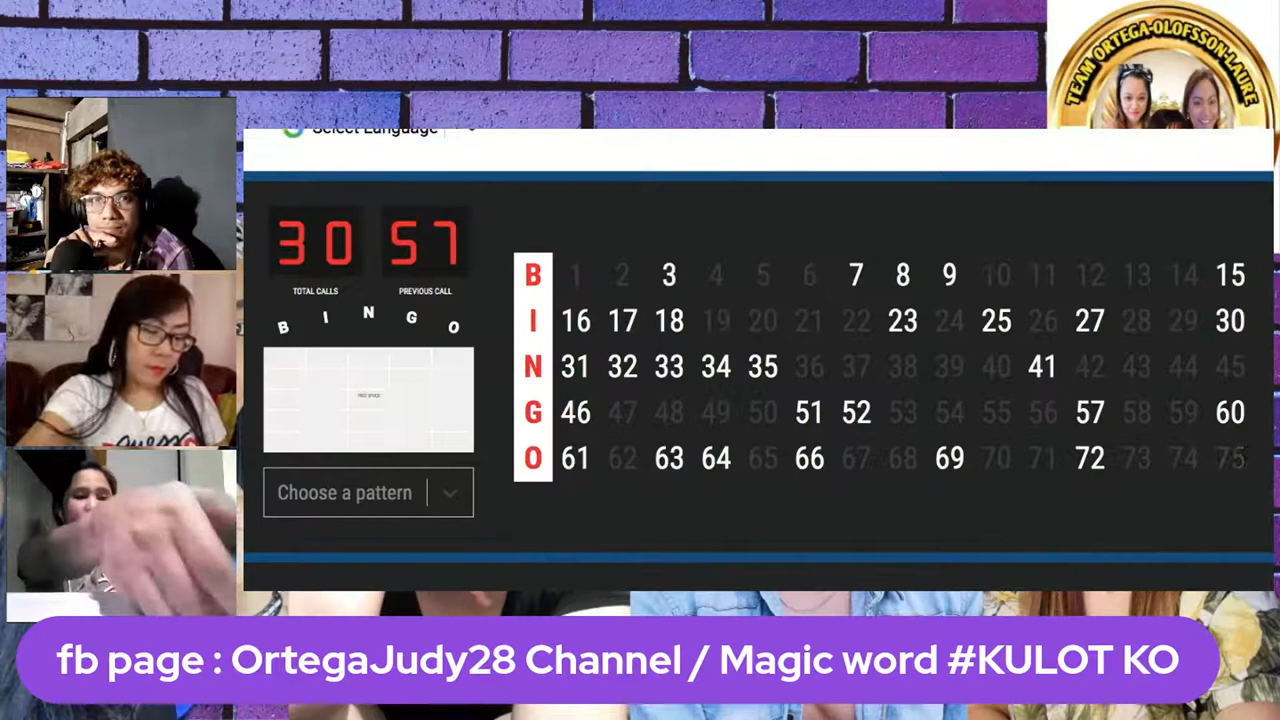 TEAM ORTEGA-OLOFSSON-LAURE
Select Language
30 57
TOTAL CALLS PREVIOUS CALL
B I N G O
FREE SPACE
Choose a pattern
B 1 2 3 4 5 6 7 8 9 10 11 12 13 14 15
I 16 17 18 19 20 21 22 23 24 25 26 27 28 29 30
N 31 32 33 34 35 36 37 38 39 40 41 42 43 44 45
G 46 47 48 49 50 51 52 53 54 55 56 57 58 59 60
O 61 62 63 64 65 66 67 68 69 70 71 72 73 74 75
fb page : OrtegaJudy28 Channel / Magic word #KULOT KO